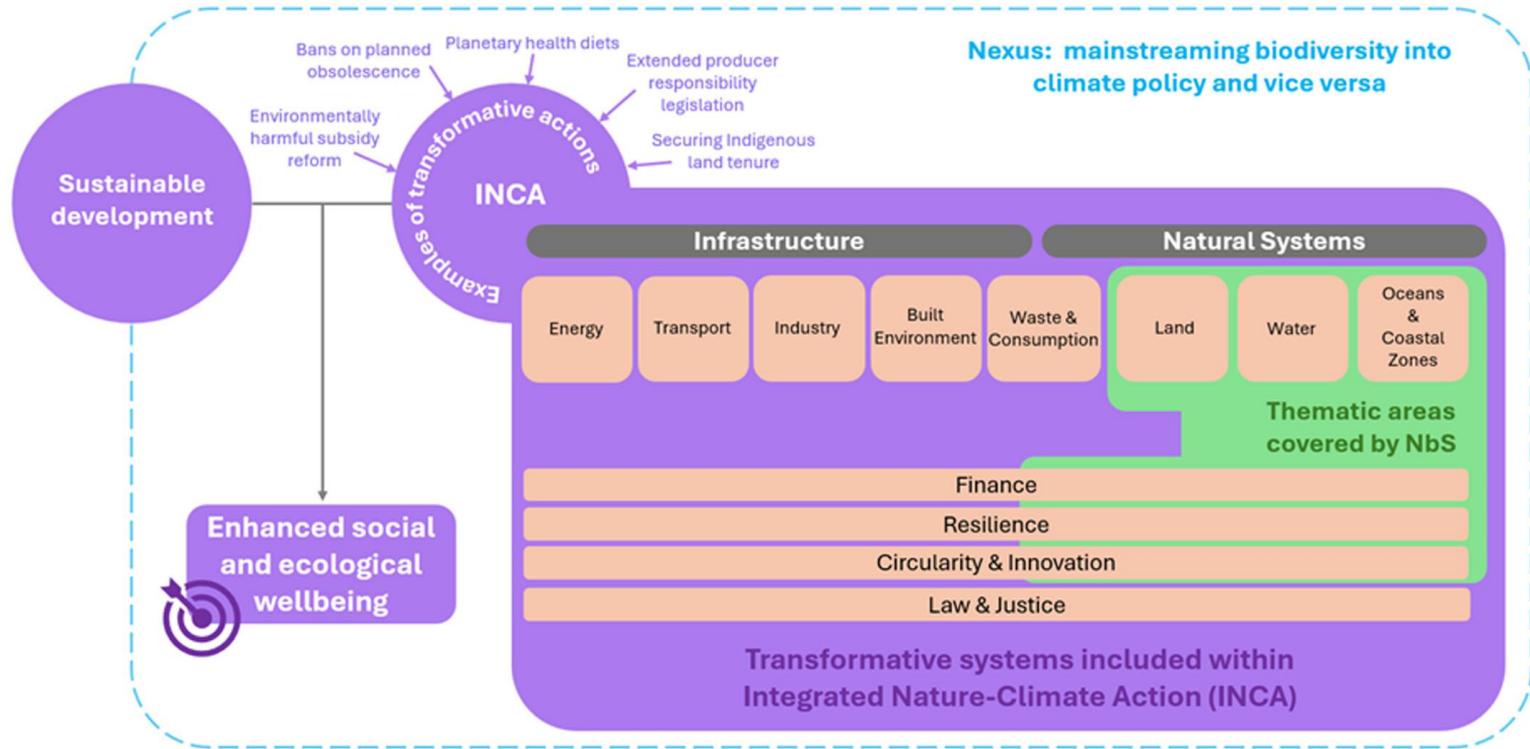 Nexus: mainstreaming biodiversity into
climate policy and vice versa
Sustainable
development
Environmentally
harmful subsidy
reform
Bans on planned
obsolescence
Planetary health diets
Extended producer
responsibility
legislation
Securing Indigenous
land tenure
Examples of transformative actions
INCA
Infrastructure
Natural Systems
Energy
Transport
Industry
Built
Environment
Waste &
Consumption
Land
Water
Oceans
&
Coastal
Zones
Thematic areas
covered by NbS
Finance
Resilience
Circularity & Innovation
Law & Justice
Transformative systems included within
Integrated Nature-Climate Action (INCA)
Enhanced social
and ecological
wellbeing